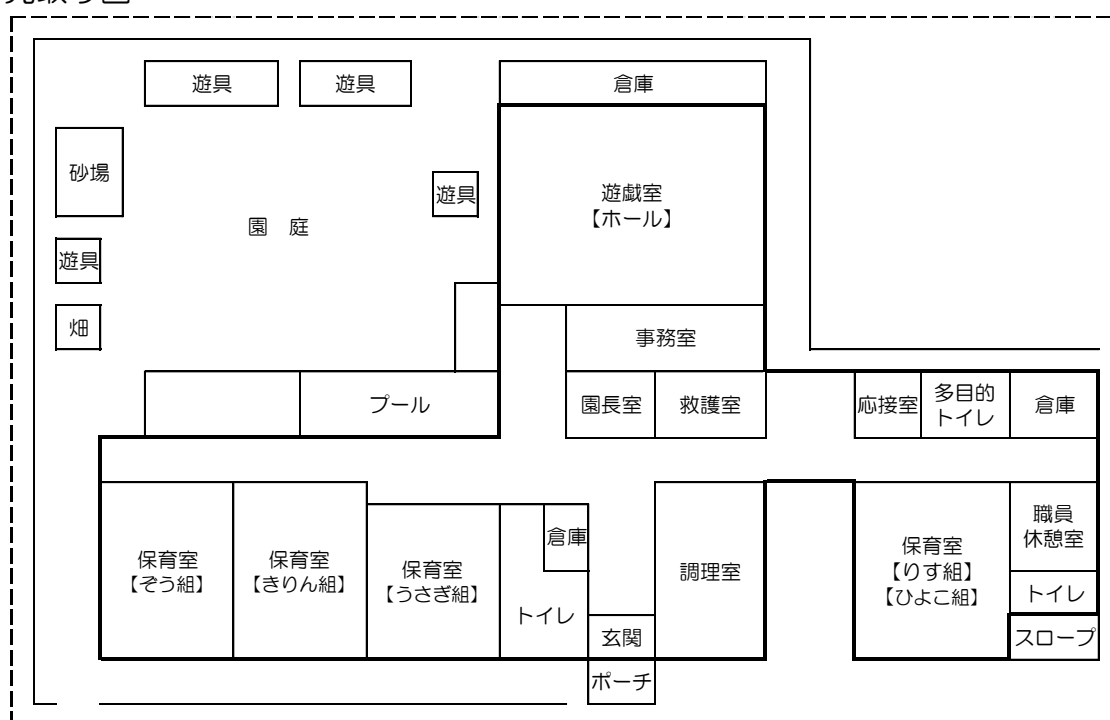 遊具
遊具
倉庫
砂場
遊具
遊戯室
【ホール】
園 庭
遊具
畑
事務室
プール
園長室
救護室
応接室
多目的
トイレ
倉庫
保育室
【ぞう組】
保育室
【きりん組】
保育室
【うさぎ組】
倉庫
トイレ
玄関
ポーチ
調理室
保育室
【りす組】
【ひよこ組】
職員
休憩室
トイレ
スロープ